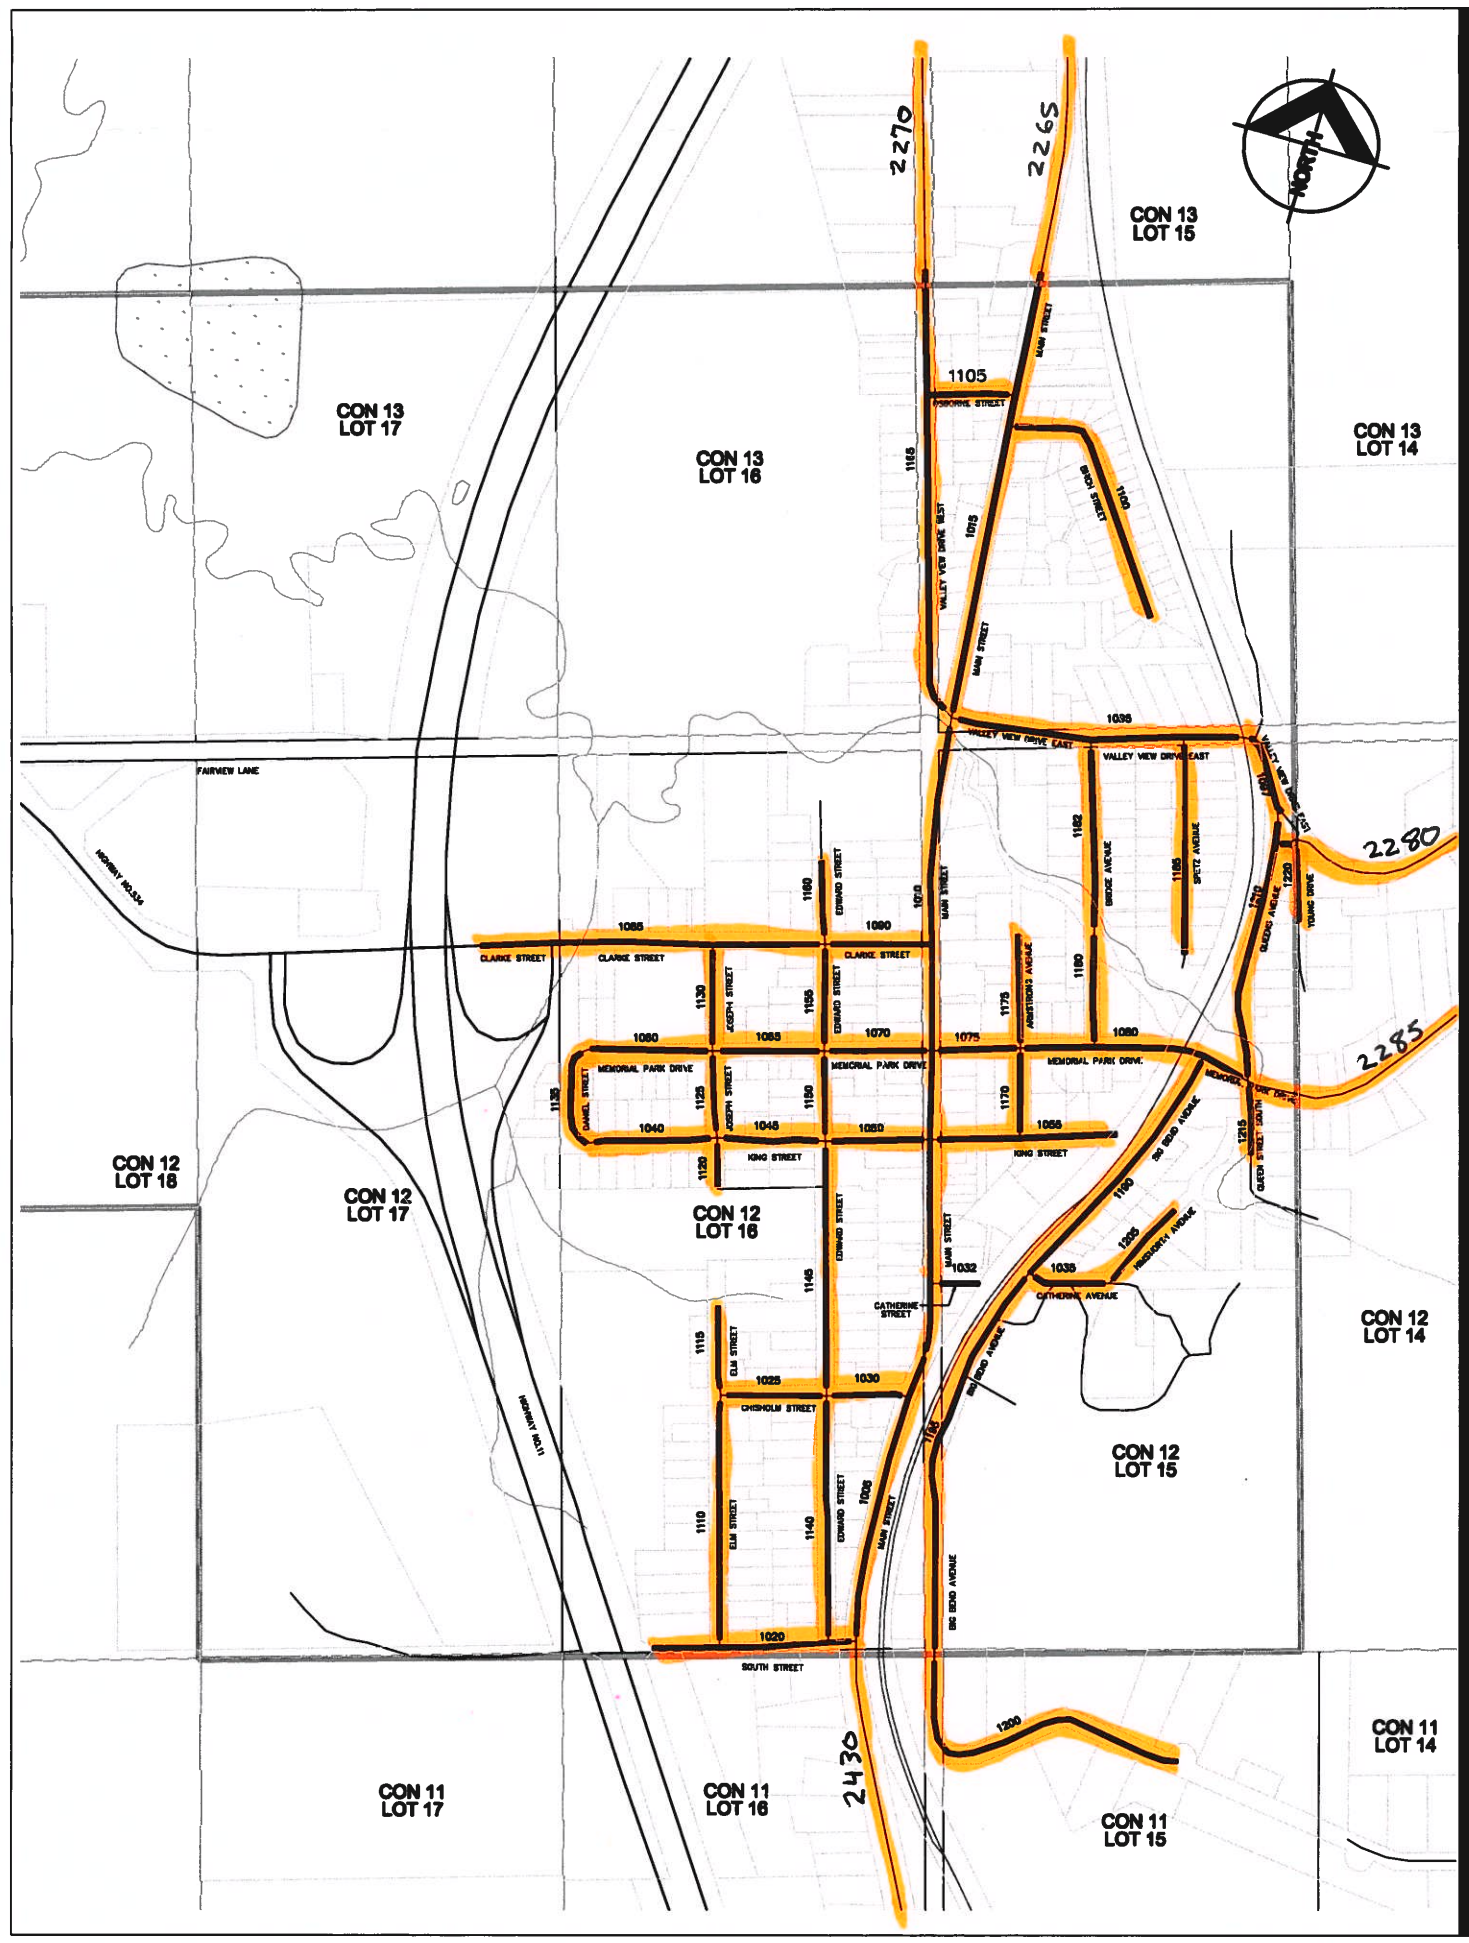 2270
2265
NORTH
CON 13
LOT 15
MAIN STREET
1105
OSBORNE STREET
CON 13
LOT 17
CON 13
LOT 16
CON 13
LOT 14
1165
BIRCH STREET
1100
1015
VALLEY VIEW DRIVE WEST
MAIN STREET
1035
VALLEY VIEW DRIVE EAST
VALLEY VIEW DRIVE EAST
VALLEY VIEW DRIVE EAST
FAIRVIEW LANE
HIGHWAY NO.534
1182
BRIDGE AVENUE
1185
SPETZ AVENUE
2280
1220
YOUNG DRIVE
1210
QUEENS AVENUE
1160
EDWARD STREET
MAIN STREET
1085
1090
CLARKE STREET
CLARKE STREET
CLARKE STREET
1130
JOSEPH STREET
1155
EDWARD STREET
1175
ARMSTRONG AVENUE
1180
1060
1065
1070
1075
1080
MEMORIAL PARK DRIVE
MEMORIAL PARK DRIVE
MEMORIAL PARK DRIVE
2285
1135
DANIEL STREET
1125
JOSEPH STREET
1150
1170
BIG BEND AVENUE
1215
QUEEN STREET SOUTH
1040
1045
1050
1055
KING STREET
KING STREET
1120
CON 12
LOT 18
CON 12
LOT 17
CON 12
LOT 16
EDWARD STREET
1190
1205
MAIN STREET
1032
1035
CATHERINE
STREET
CATHERINE AVENUE
1145
CON 12
LOT 14
1115
ELM STREET
BIG BEND AVENUE
1025
1030
CHISHOLM STREET
HIGHWAY NO.11
1195
CON 12
LOT 15
1110
ELM STREET
1140
EDWARD STREET
1005
MAIN STREET
BIG BEND AVENUE
1020
SOUTH STREET
1200
2430
CON 11
LOT 14
CON 11
LOT 17
CON 11
LOT 16
CON 11
LOT 15